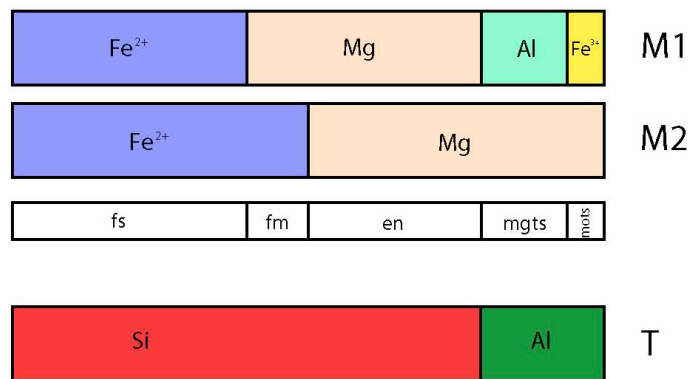 Fe²⁺ Mg Al Fe³⁺ M1
Fe²⁺ Mg M2
fs fm en mgts mots
Si Al T